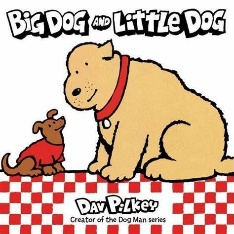 BIG DOG AND LITTLE DOG
DAV PILKEY
Creator of the Dog Man series